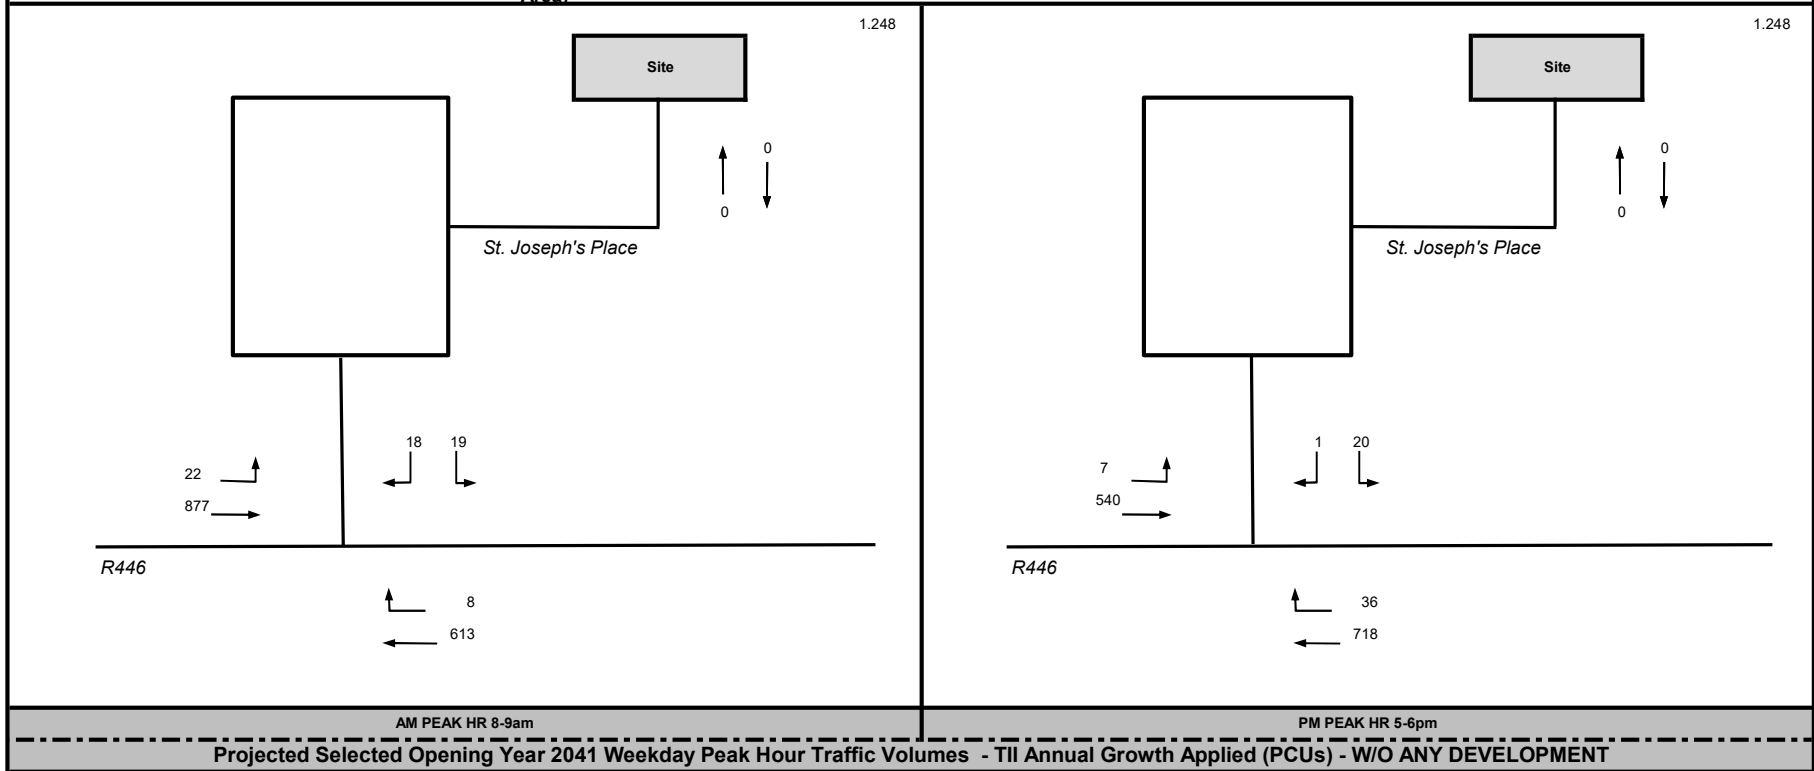 1.248
Site
0
0
St. Joseph's Place
18 19
22
877
R446
8
613
AM PEAK HR 8-9am
1.248
Site
0
0
St. Joseph's Place
1 20
7
540
R446
36
718
PM PEAK HR 5-6pm
Projected Selected Opening Year 2041 Weekday Peak Hour Traffic Volumes - TII Annual Growth Applied (PCUs) - W/O ANY DEVELOPMENT